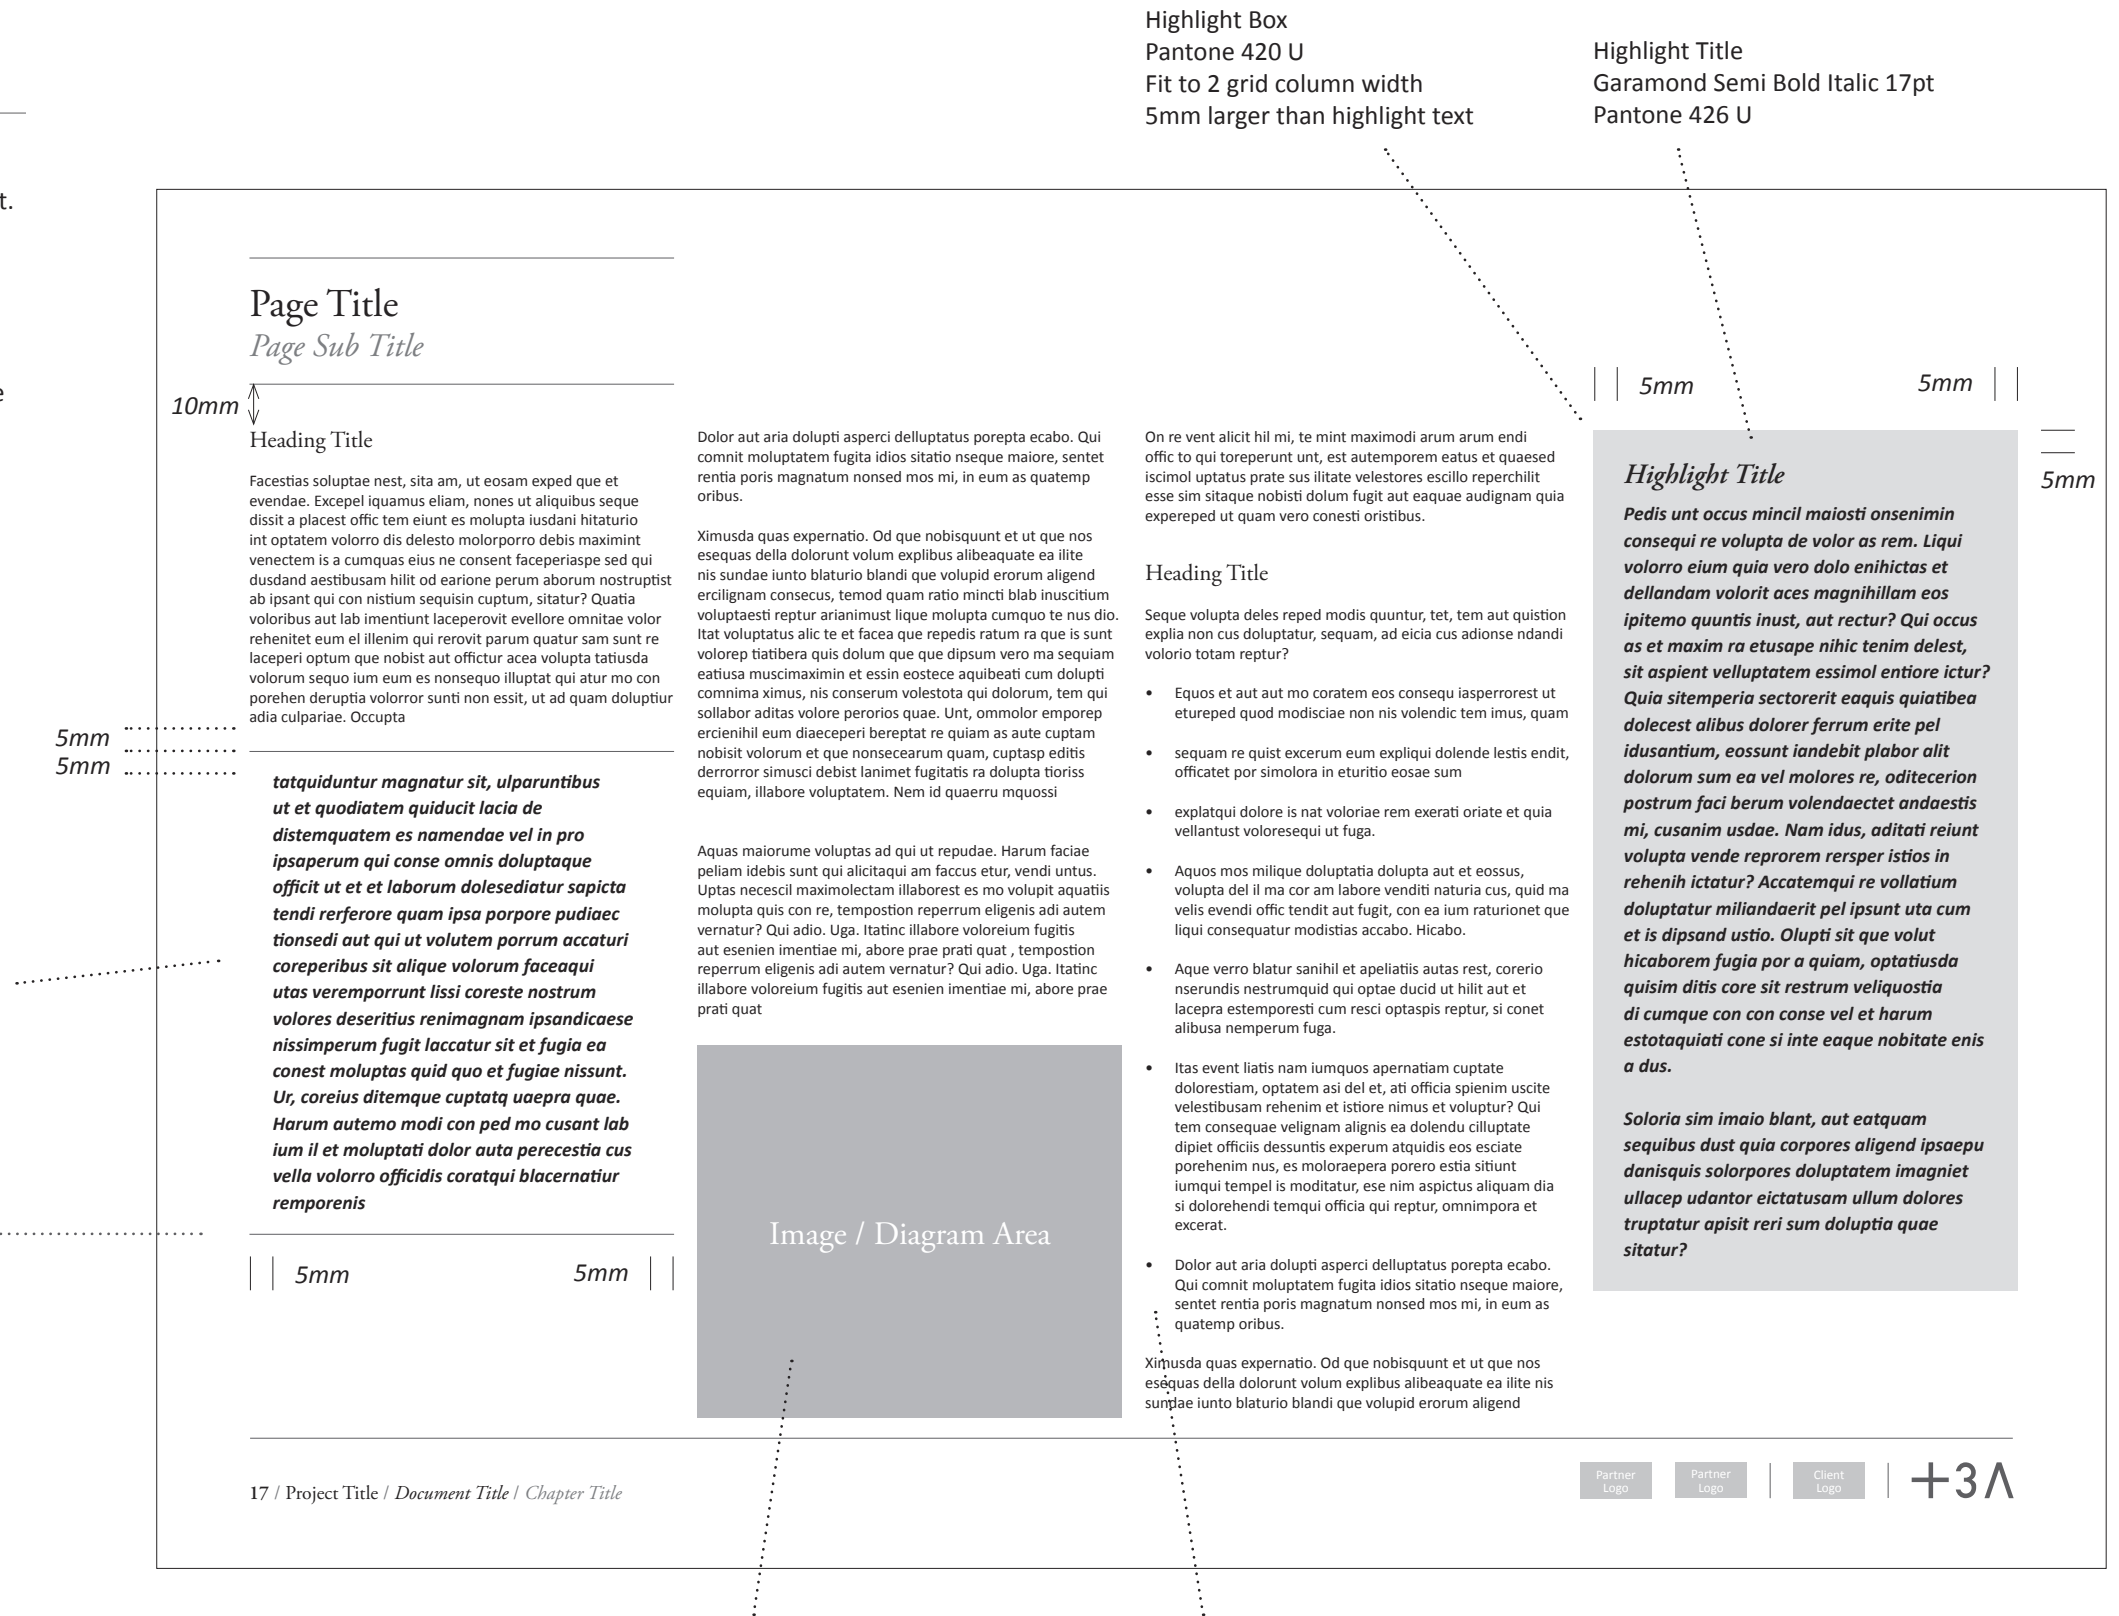 Highlight Box
Pantone 420 U
Fit to 2 grid column width
5mm larger than highlight text
Highlight Title
Garamond Semi Bold Italic 17pt
Pantone 426 U
t.
e
Page Title
Page Sub Title
10mm
Heading Title
Facestias soluptae nest, sita am, ut eosam exped que et
evendae. Excepel iquamus eliam, nones ut aliquibus seque
dissit a placest offic tem eiunt es molupta iusdani hitaturio
int optatem volorro dis delesto molorporro debis maximint
venectem is a cumquas eius ne consent faceperiaspe sed qui
dusdand aestibusam hilit od earione perum aborum nostruptist
ab ipsant qui con nistium sequisin cuptum, sitatur? Quatia
voloribus aut lab imentiunt laceperovit evellore omnitae volor
rehenitet eum el illenim qui rerovit parum quatur sam sunt re
laceperi optum que nobist aut offictur acea volupta tatiusda
volorum sequo ium eum es nonsequo illuptat qui atur mo con
porehen deruptia volorror sunti non essit, ut ad quam doluptiur
adia culpariae. Occupta
5mm
5mm
tatquiduntur magnatur sit, ulparuntibus
ut et quodiatem quiducit lacia de
distemquatem es namendae vel in pro
ipsaperum qui conse omnis doluptaque
officit ut et et laborum dolesediatur sapicta
tendi rerferore quam ipsa porpore pudiaec
tionsedi aut qui ut volutem porrum accaturi
coreperibus sit alique volorum faceaqui
utas veremporrunt lissi coreste nostrum
volores deseritius renimagnam ipsandicaese
nissimperum fugit laccatur sit et fugia ea
conest moluptas quid quo et fugiae nissunt.
Ur, coreius ditemque cuptatq uaepra quae.
Harum autemo modi con ped mo cusant lab
ium il et moluptati dolor auta perecestia cus
vella volorro officidis coratqui blacernatiur
remporenis
5mm
5mm
Dolor aut aria dolupti asperci delluptatus porepta ecabo. Qui
comnit moluptatem fugita idios sitatio nseque maiore, sentet
rentia poris magnatum nonsed mos mi, in eum as quatemp
oribus.
Ximusda quas expernatio. Od que nobisquunt et ut que nos
esequas della dolorunt volum explibus alibeaquate ea ilite
nis sundae iunto blaturio blandi que volupid erorum aligend
ercilignam consecus, temod quam ratio mincti blab inuscitium
voluptaesti reptur arianimust lique molupta cumquo te nus dio.
Itat voluptatus alic te et facea que repedis ratum ra que is sunt
volorep tiatibera quis dolum que que dipsum vero ma sequiam
eatiusa muscimaximin et essin eostece aquibeati cum dolupti
comnima ximus, nis conserum volestota qui dolorum, tem qui
sollabor aditas volore perorios quae. Unt, ommolor emporep
ercienihil eum diaeceperi bereptat re quiam as aute cuptam
nobisit volorum et que nonsecearum quam, cuptasp editis
derrorror simusci debist lanimet fugitatis ra dolupta tioriss
equiam, illabore voluptatem. Nem id quaerru mquossi
Aquas maiorume voluptas ad qui ut repudae. Harum faciae
peliam idebis sunt qui alicitaqui am faccus etur, vendi untus.
Uptas necescil maximolectam illaborest es mo volupit aquatiis
molupta quis con re, tempostion reperrum eligenis adi autem
vernatur? Qui adio. Uga. Itatinc illabore voloreium fugitis
aut esenien imentiae mi, abore prae prati quat , tempostion
reperrum eligenis adi autem vernatur? Qui adio. Uga. Itatinc
illabore voloreium fugitis aut esenien imentiae mi, abore prae
prati quat
Image / Diagram Area
On re vent alicit hil mi, te mint maximodi arum arum endi
offic to qui toreperunt unt, est autemporem eatus et quaesed
iscimol uptatus prate sus ilitate velestores escillo reperchilit
esse sim sitaque nobisti dolum fugit aut eaquae audignam quia
expereped ut quam vero conesti oristibus.
Heading Title
Seque volupta deles reped modis quuntur, tet, tem aut quistion
explia non cus doluptatur, sequam, ad eicia cus adionse ndandi
volorio totam reptur?
• Equos et aut aut mo coratem eos consequ iasperrorest ut
etureped quod modisciae non nis volendic tem imus, quam
• sequam re quist excerum eum expliqui dolende lestis endit,
officatet por simolora in eturitio eosae sum
• explatqui dolore is nat voloriae rem exerati oriate et quia
vellantust voloresequi ut fuga.
• Aquos mos milique doluptatia dolupta aut et eossus,
volupta del il ma cor am labore venditi naturia cus, quid ma
velis evendi offic tendit aut fugit, con ea ium raturionet que
liqui consequatur modistias accabo. Hicabo.
• Aque verro blatur sanihil et apeliatiis autas rest, corerio
nserundis nestrumquid qui optae ducid ut hilit aut et
lacepra estemporesti cum resci optaspis reptur, si conet
alibusa nemperum fuga.
• Itas event liatis nam iumquos apernatiam cuptate
dolorestiam, optatem asi del et, ati officia spienim uscite
velestibusam rehenim et istiore nimus et voluptur? Qui
tem consequae velignam alignis ea dolendu cilluptate
dipiet officiis dessuntis experum atquidis eos esciate
porehenim nus, es moloraepera porero estia sitiunt
iumqui tempel is moditatur, ese nim aspictus aliquam dia
si dolorehendi temqui officia qui reptur, omnimpora et
excerat.
• Dolor aut aria dolupti asperci delluptatus porepta ecabo.
Qui comnit moluptatem fugita idios sitatio nseque maiore,
sentet rentia poris magnatum nonsed mos mi, in eum as
quatemp oribus.
Ximusda quas expernatio. Od que nobisquunt et ut que nos
esequas della dolorunt volum explibus alibeaquate ea ilite nis
sundae iunto blaturio blandi que volupid erorum aligend
5mm
5mm
5mm
Highlight Title
Pedis unt occus mincil maiosti onsenimin
consequi re volupta de volor as rem. Liqui
volorro eium quia vero dolo enihictas et
dellandam volorit aces magnihillam eos
ipitemo quuntis inust, aut rectur? Qui occus
as et maxim ra etusape nihic tenim delest,
sit aspient velluptatem essimol entiore ictur?
Quia sitemperia sectorerit eaquis quiatibea
dolecest alibus dolorer ferrum erite pel
idusantium, eossunt iandebit plabor alit
dolorum sum ea vel molores re, oditecerion
postrum faci berum volendaectet andaestis
mi, cusanim usdae. Nam idus, aditati reiunt
volupta vende reprorem rersper istios in
rehenih ictatur? Accatemqui re vollatium
doluptatur miliandaerit pel ipsunt uta cum
et is dipsand ustio. Olupti sit que volut
hicaborem fugia por a quiam, optatiusda
quisim ditis core sit restrum veliquostia
di cumque con con conse vel et harum
estotaquiati cone si inte eaque nobitate enis
a dus.
Soloria sim imaio blant, aut eatquam
sequibus dust quia corpores aligend ipsaepu
danisquis solorpores doluptatem imagniet
ullacep udantor eictatusam ullum dolores
truptatur apisit reri sum doluptia quae
sitatur?
17 / Project Title / Document Title / Chapter Title
Partner
Logo
Partner
Logo
Client
Logo
+3Λ